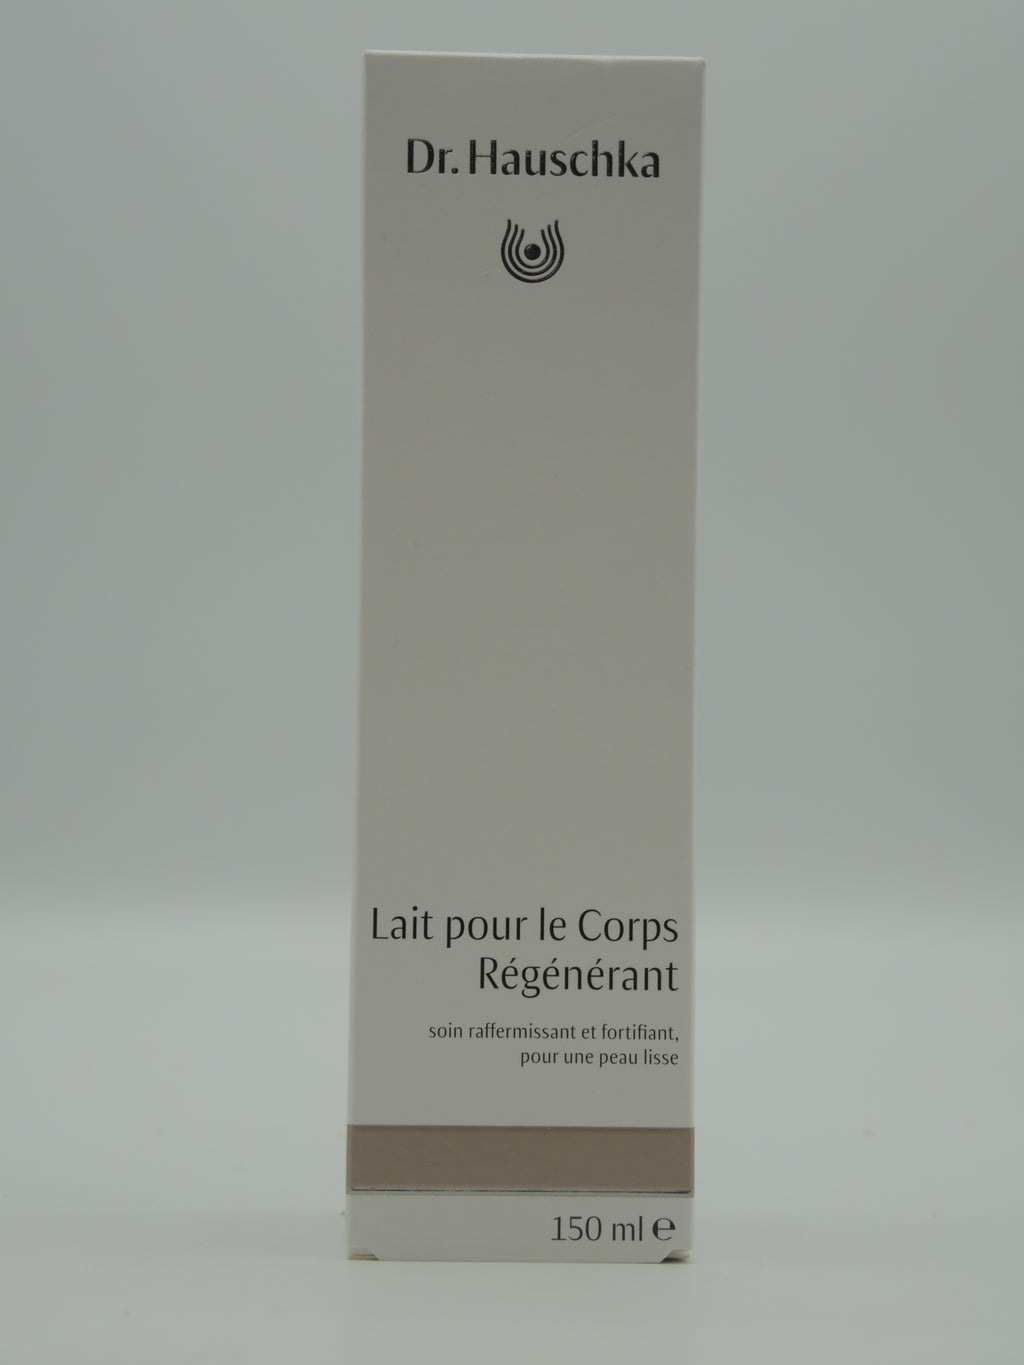 Dr. Hauschka
Lait pour le Corps
Régénérant
soin raffermissant et fortifiant,
pour une peau lisse
150 ml ℮